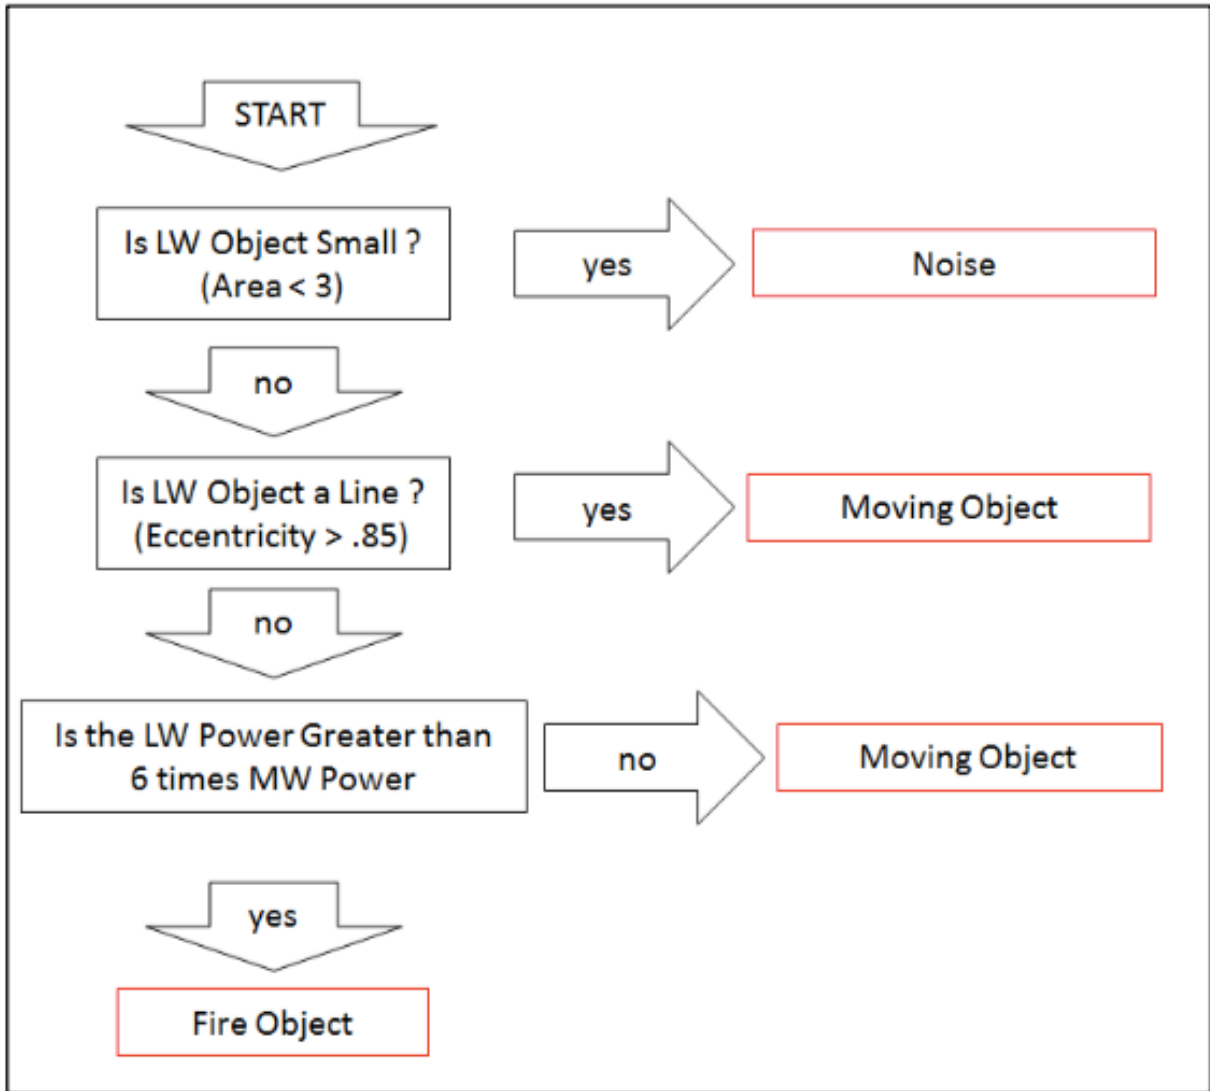 START
Is LW Object Small ?
(Area < 3)
yes
Noise
no
Is LW Object a Line ?
(Eccentricity > .85)
yes
Moving Object
no
Is the LW Power Greater than
6 times MW Power
no
Moving Object
yes
Fire Object